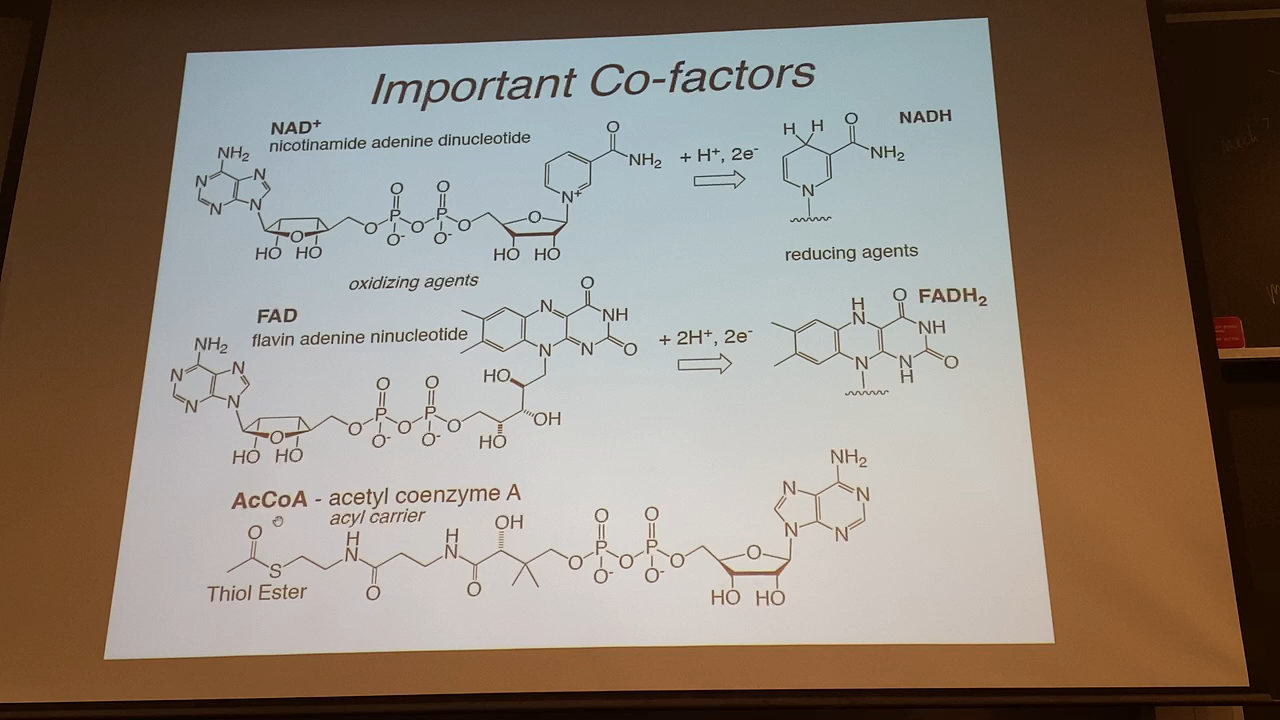 Important Co-factors
NAD+
nicotinamide adenine dinucleotide
NADH
NH2
N
N
N
N
N
HO HO
O
O
O
P
O
P
O
O
O
O-
O-
O
HO HO
N+
O
NH2
+ H+, 2e-
H H
O
NH2
N
oxidizing agents
reducing agents
FAD
flavin adenine ninucleotide
FADH2
NH2
N
N
N
N
O
HO HO
O
O
O
P
O
P
O
O-
O-
HO
OH
HO
N
N
N
O
NH
O
+ 2H+, 2e-
H
N
O
NH
N
N
H
O
AcCoA - acetyl coenzyme A
acyl carrier
O
S
H
N
O
H
N
O
OH
O
O
O
P
O
P
O
O-
O-
O
HO HO
NH2
N
N
N
N
Thiol Ester